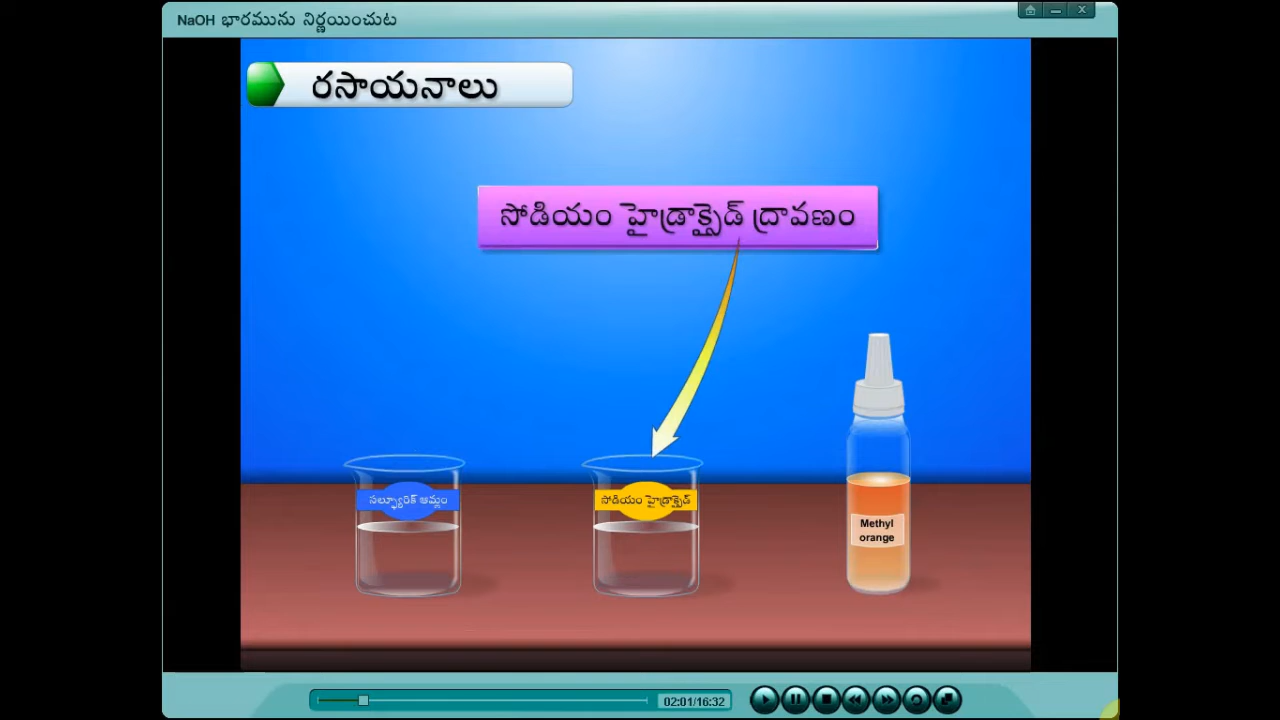 NaOH భారమును నిర్ణయించుట
రసాయనాలు
సోడియం హైడ్రాక్సైడ్ ద్రావణం
సల్ఫ్యూరిక్ ఆమ్లం
సోడియం హైడ్రాక్సైడ్
Methyl
orange
02:01/16:32